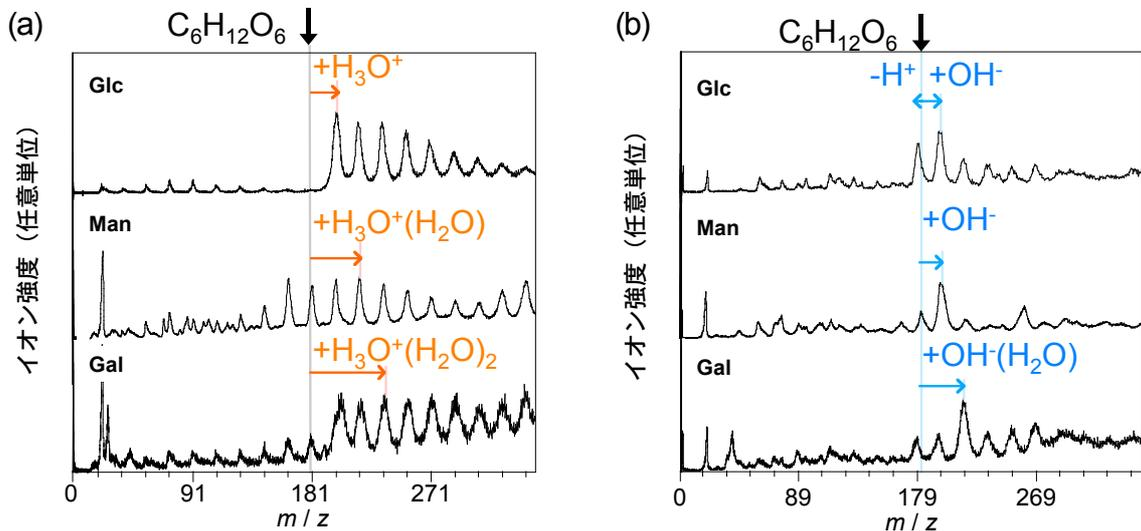 (a)
C₆H₁₂O₆
Glc
+H₃O⁺
Man
+H₃O⁺(H₂O)
Gal
+H₃O⁺(H₂O)₂
イオン強度（任意単位）
0 91 181 271
m / z
(b)
C₆H₁₂O₆
Glc
-H⁺ +OH⁻
Man
+OH⁻
Gal
+OH⁻(H₂O)
イオン強度（任意単位）
0 89 179 269
m / z